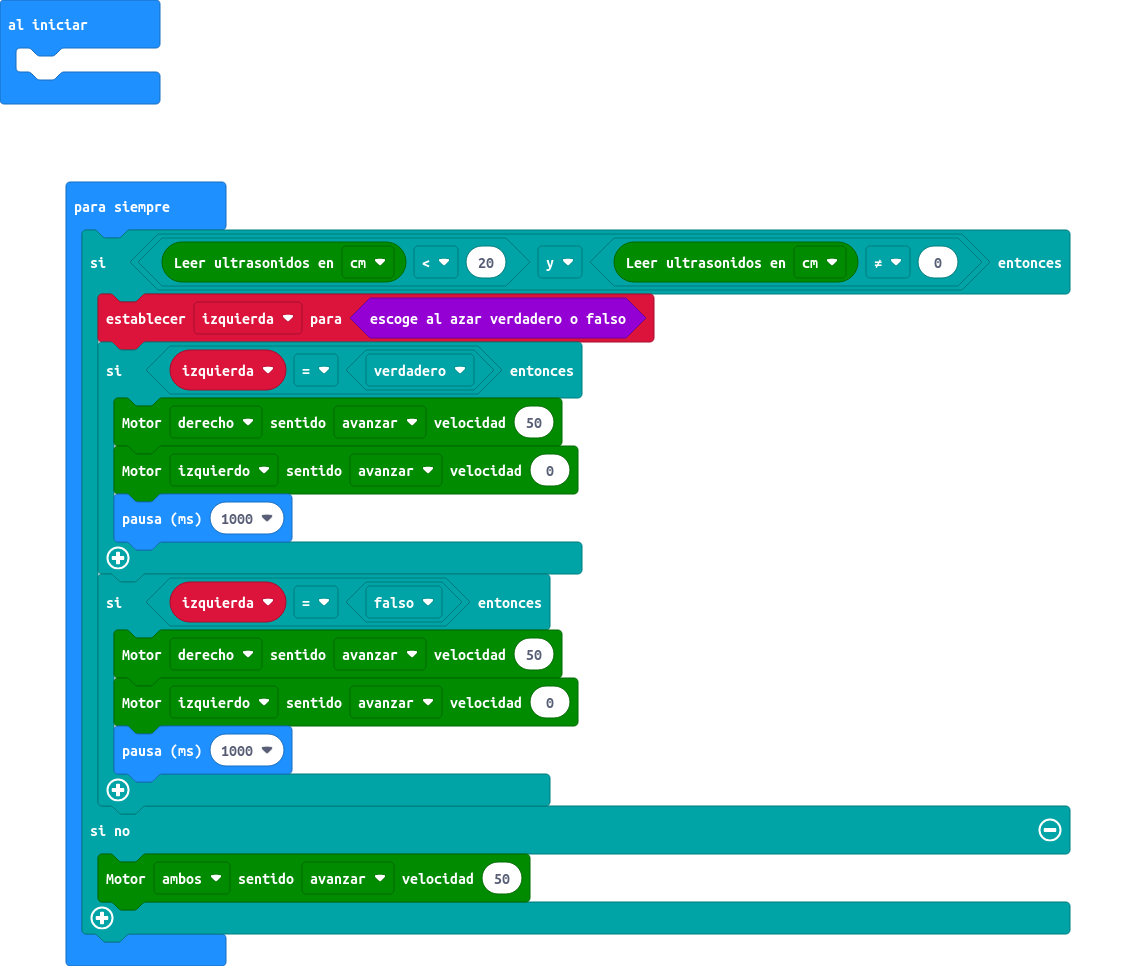 al iniciar
para siempre
si Leer ultrasonidos en cm < 20 y Leer ultrasonidos en cm ≠ 0 entonces
establecer izquierda para escoge al azar verdadero o falso
si izquierda = verdadero entonces
Motor derecho sentido avanzar velocidad 50
Motor izquierdo sentido avanzar velocidad 0
pausa (ms) 1000
si izquierda = falso entonces
Motor derecho sentido avanzar velocidad 50
Motor izquierdo sentido avanzar velocidad 0
pausa (ms) 1000
si no
Motor ambos sentido avanzar velocidad 50